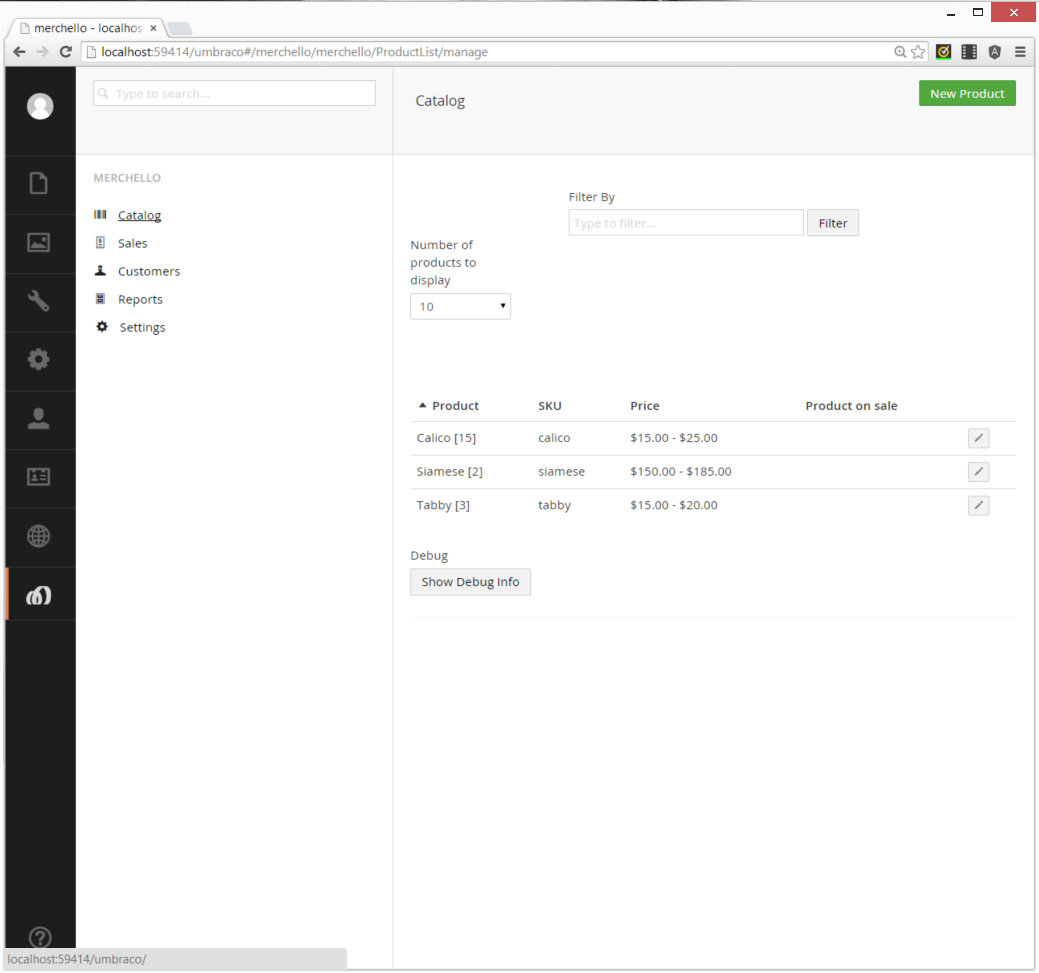 merchello - localhos
localhost:59414/umbraco#/merchello/merchello/ProductList/manage
Type to search...
Catalog
New Product
MERCHELLO
Catalog
Sales
Customers
Reports
Settings
Filter By
Type to filter...
Filter
Number of
products to
display
10
Product SKU Price Product on sale
Calico [15] calico $15.00 - $25.00
Siamese [2] siamese $150.00 - $185.00
Tabby [3] tabby $15.00 - $20.00
Debug
Show Debug Info
localhost:59414/umbraco/